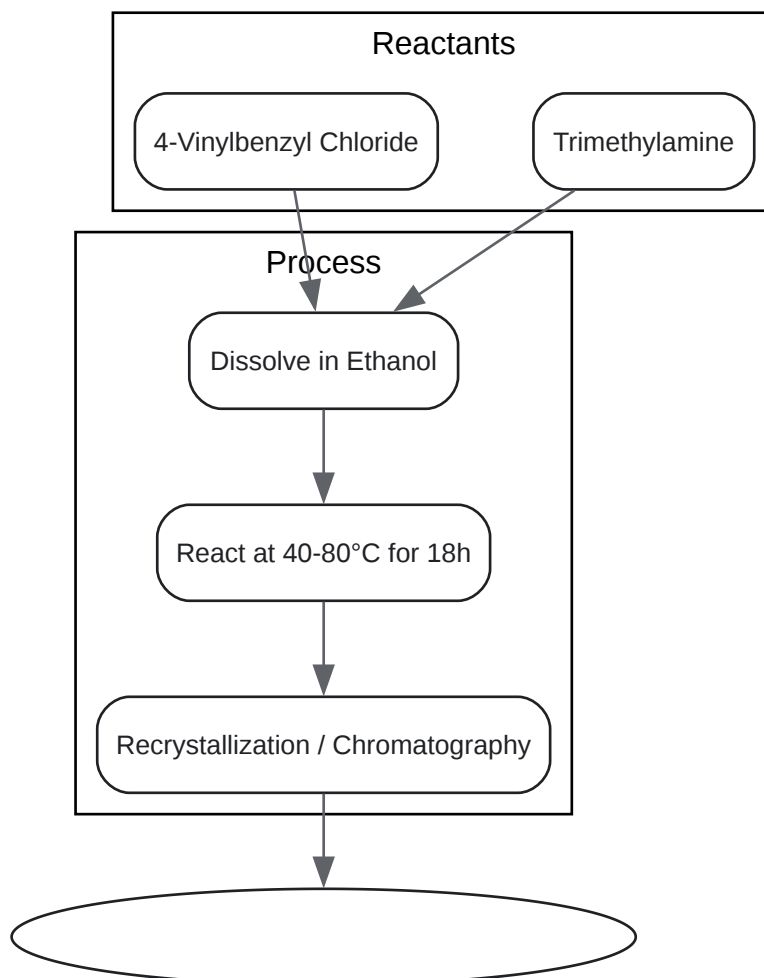 Reactants
4-Vinylbenzyl Chloride
Trimethylamine
Process
Dissolve in Ethanol
React at 40-80°C for 18h
Recrystallization / Chromatography